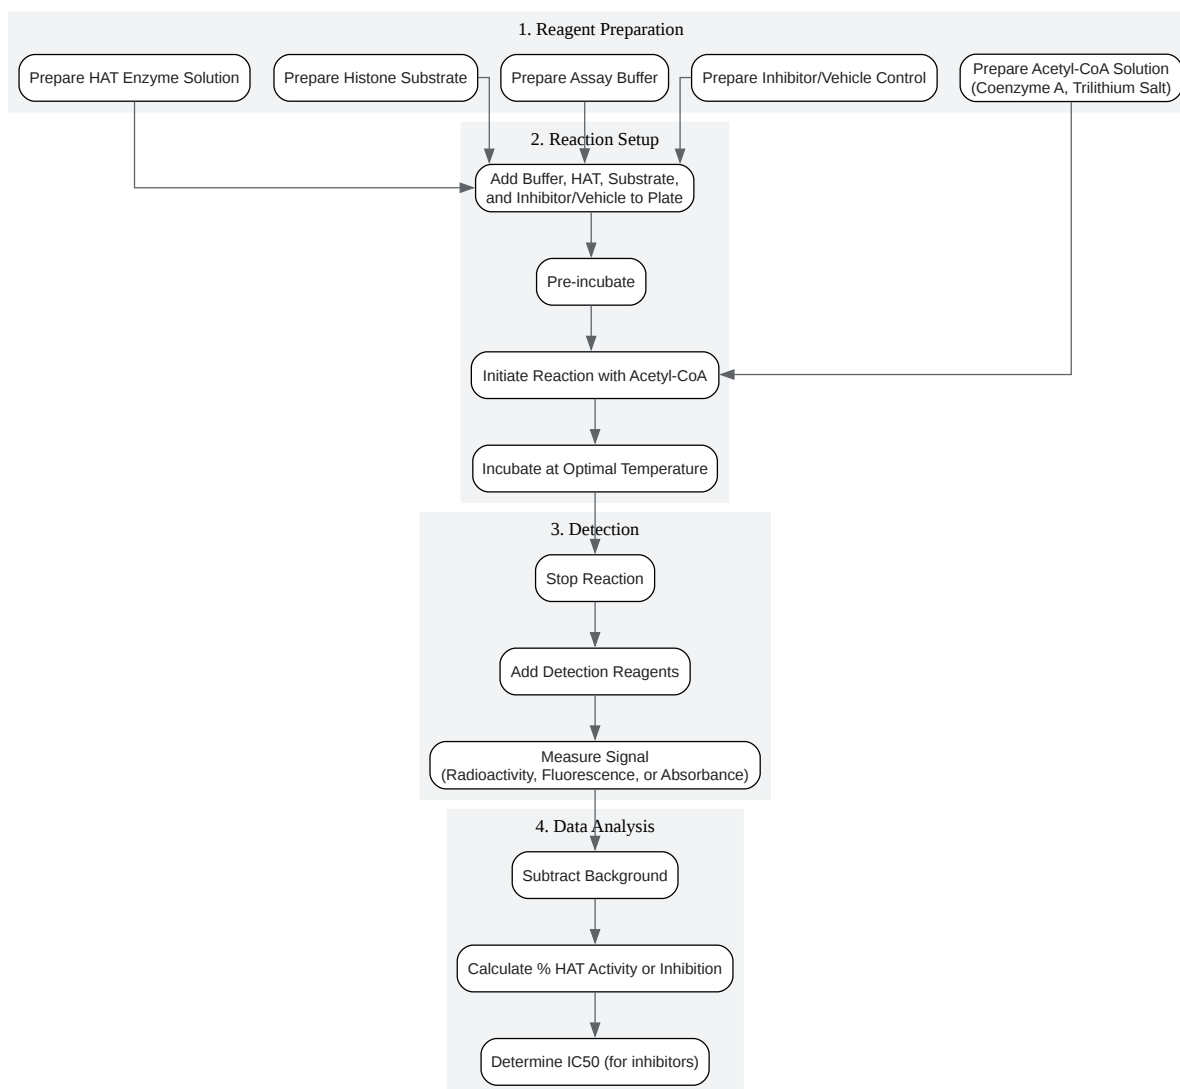 1. Reagent Preparation
Prepare HAT Enzyme Solution
Prepare Histone Substrate
Prepare Assay Buffer
Prepare Inhibitor/Vehicle Control
Prepare Acetyl-CoA Solution
(Coenzyme A, Trilithium Salt)
2. Reaction Setup
Add Buffer, HAT, Substrate,
and Inhibitor/Vehicle to Plate
Pre-incubate
Initiate Reaction with Acetyl-CoA
Incubate at Optimal Temperature
3. Detection
Stop Reaction
Add Detection Reagents
Measure Signal
(Radioactivity, Fluorescence, or Absorbance)
4. Data Analysis
Subtract Background
Calculate % HAT Activity or Inhibition
Determine IC50 (for inhibitors)